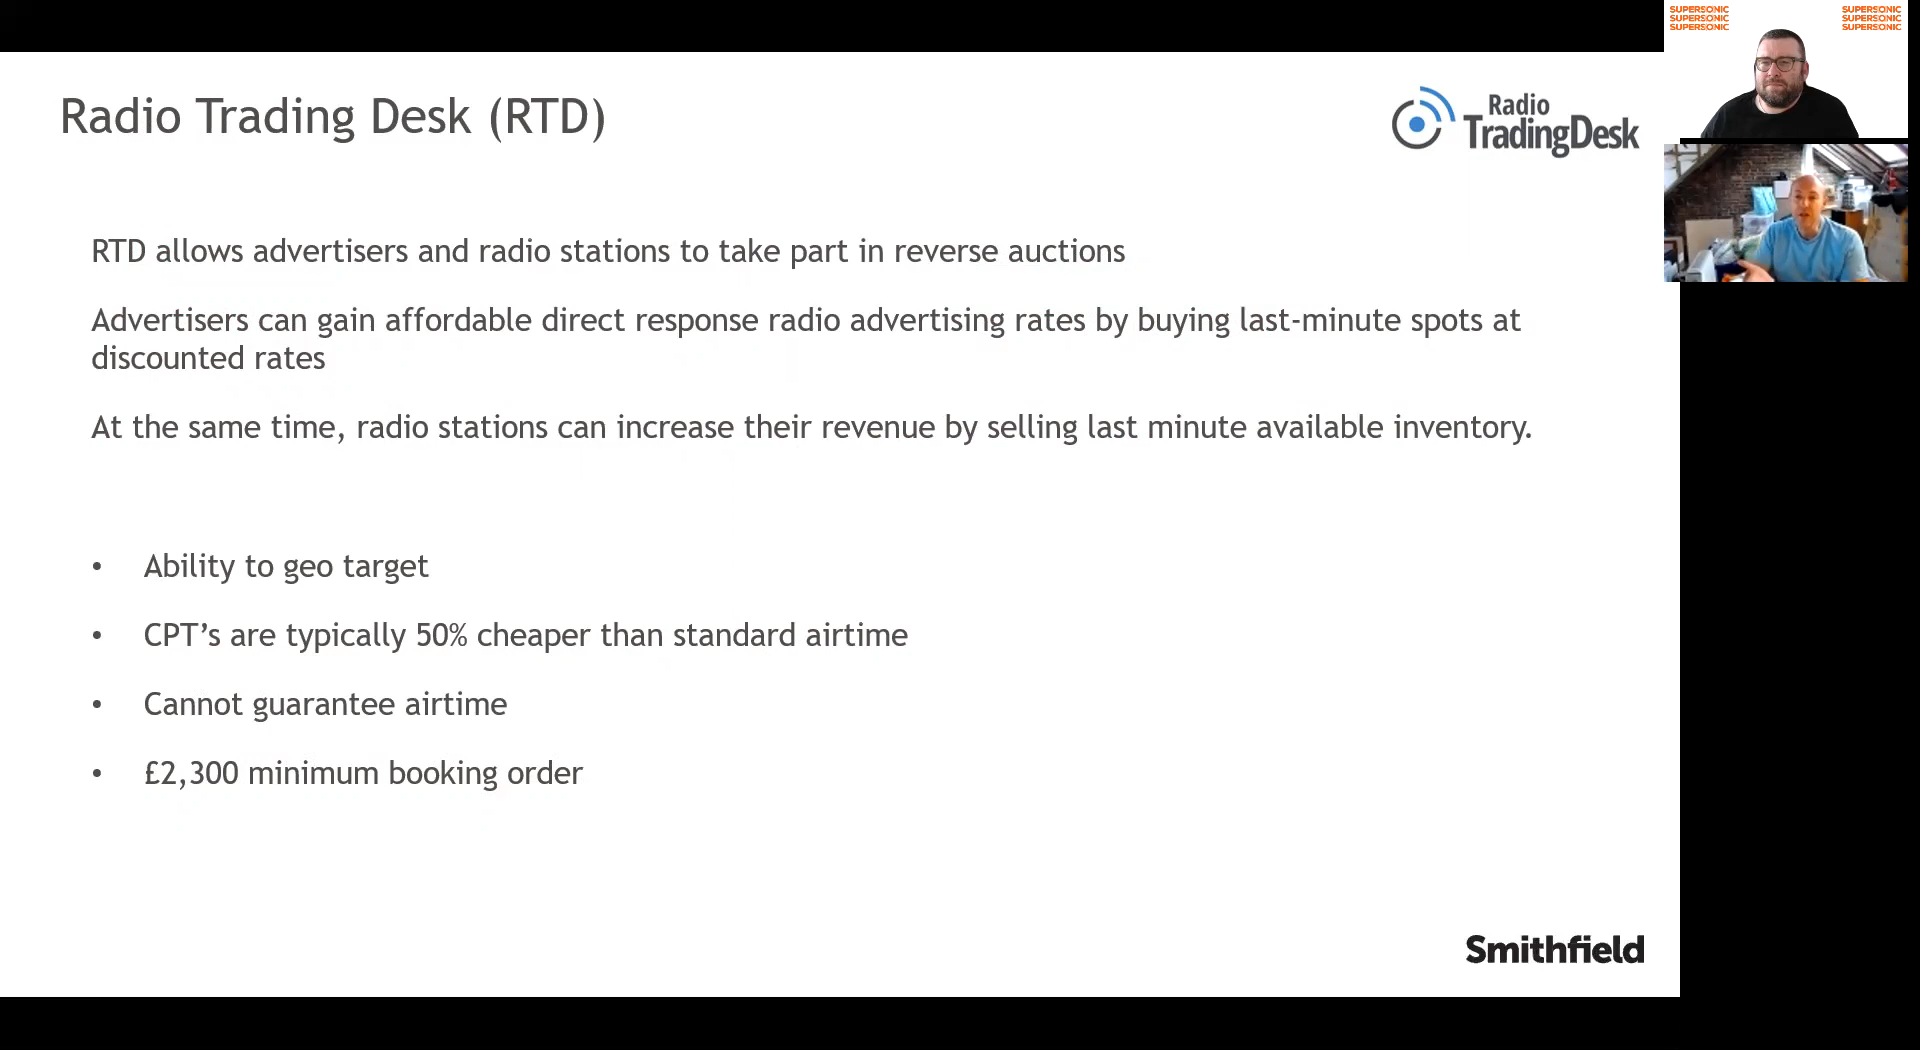 Radio Trading Desk (RTD)
Radio
TradingDesk
SUPERSONIC
SUPERSONIC
SUPERSONIC
SUPERSONIC
SUPERSONIC
SUPERSONIC
RTD allows advertisers and radio stations to take part in reverse auctions
Advertisers can gain affordable direct response radio advertising rates by buying last-minute spots at
discounted rates
At the same time, radio stations can increase their revenue by selling last minute available inventory.
• Ability to geo target
• CPT’s are typically 50% cheaper than standard airtime
• Cannot guarantee airtime
• £2,300 minimum booking order
Smithfield